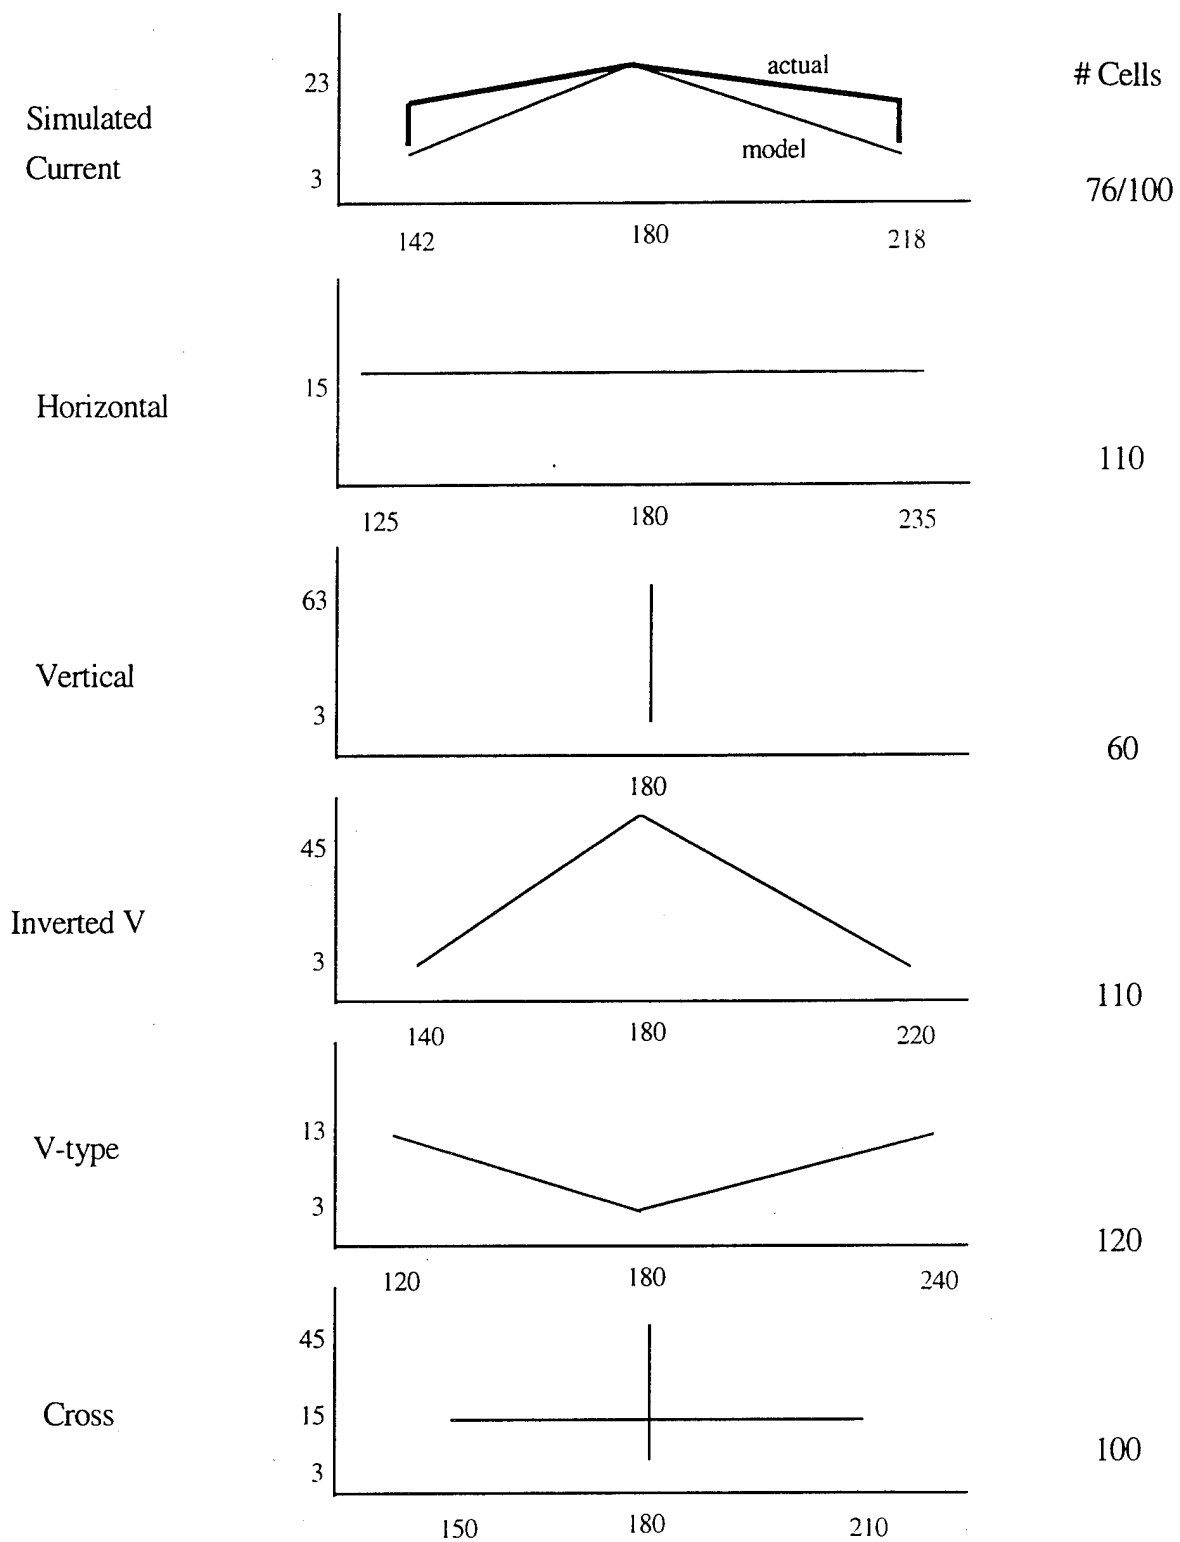 actual
23
# Cells
Simulated
Current
model
3
76/100
142 180 218
15
Horizontal
110
125 180 235
63
Vertical
3
60
180
45
Inverted V
3
110
140 180 220
13
V-type
3
120
120 180 240
45
Cross
15
100
3
150 180 210